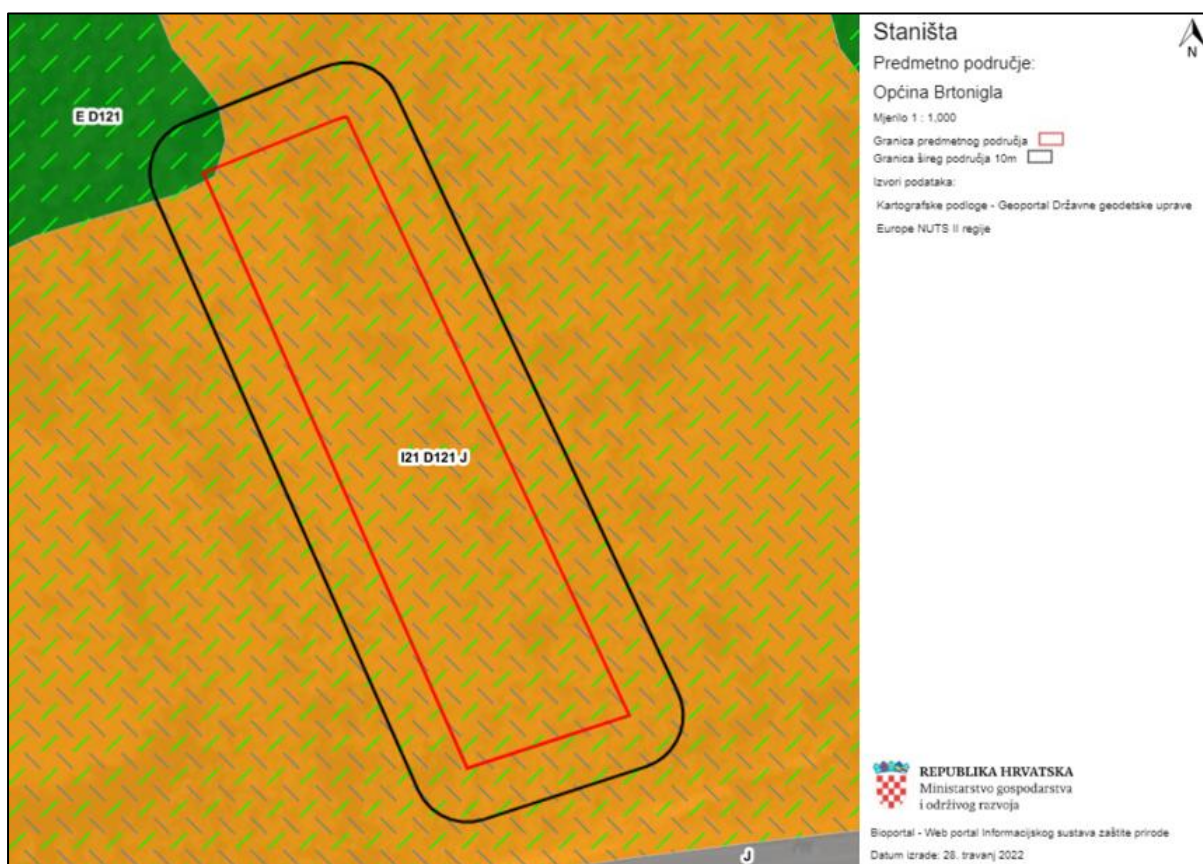 E D121
I21 D121 J
J
Staništa
N
Predmetno područje:
Općina Brtonigla
Mjerilo 1 : 1,000
Granica predmetnog područja
Granica šireg područja 10m
Izvori podataka:
Kartografske podloge - Geoportal Državne geodetske uprave
Europe NUTS II regije
REPUBLIKA HRVATSKA
Ministarstvo gospodarstva
i održivog razvoja
Bioportal - Web portal Informacijskog sustava zaštite prirode
Datum izrade: 28. travanj 2022